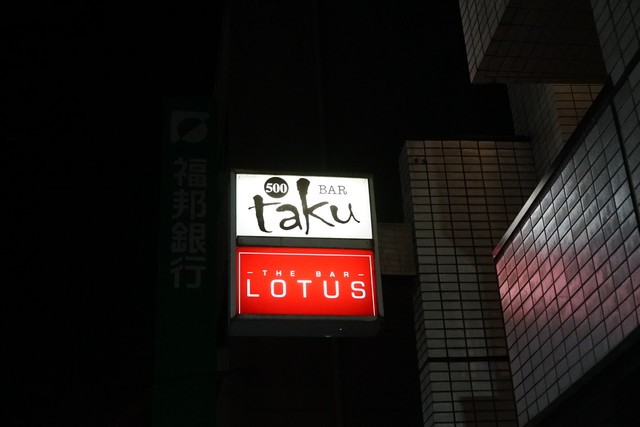 福邦銀行
500 BAR
taku
- THE BAR -
LOTUS